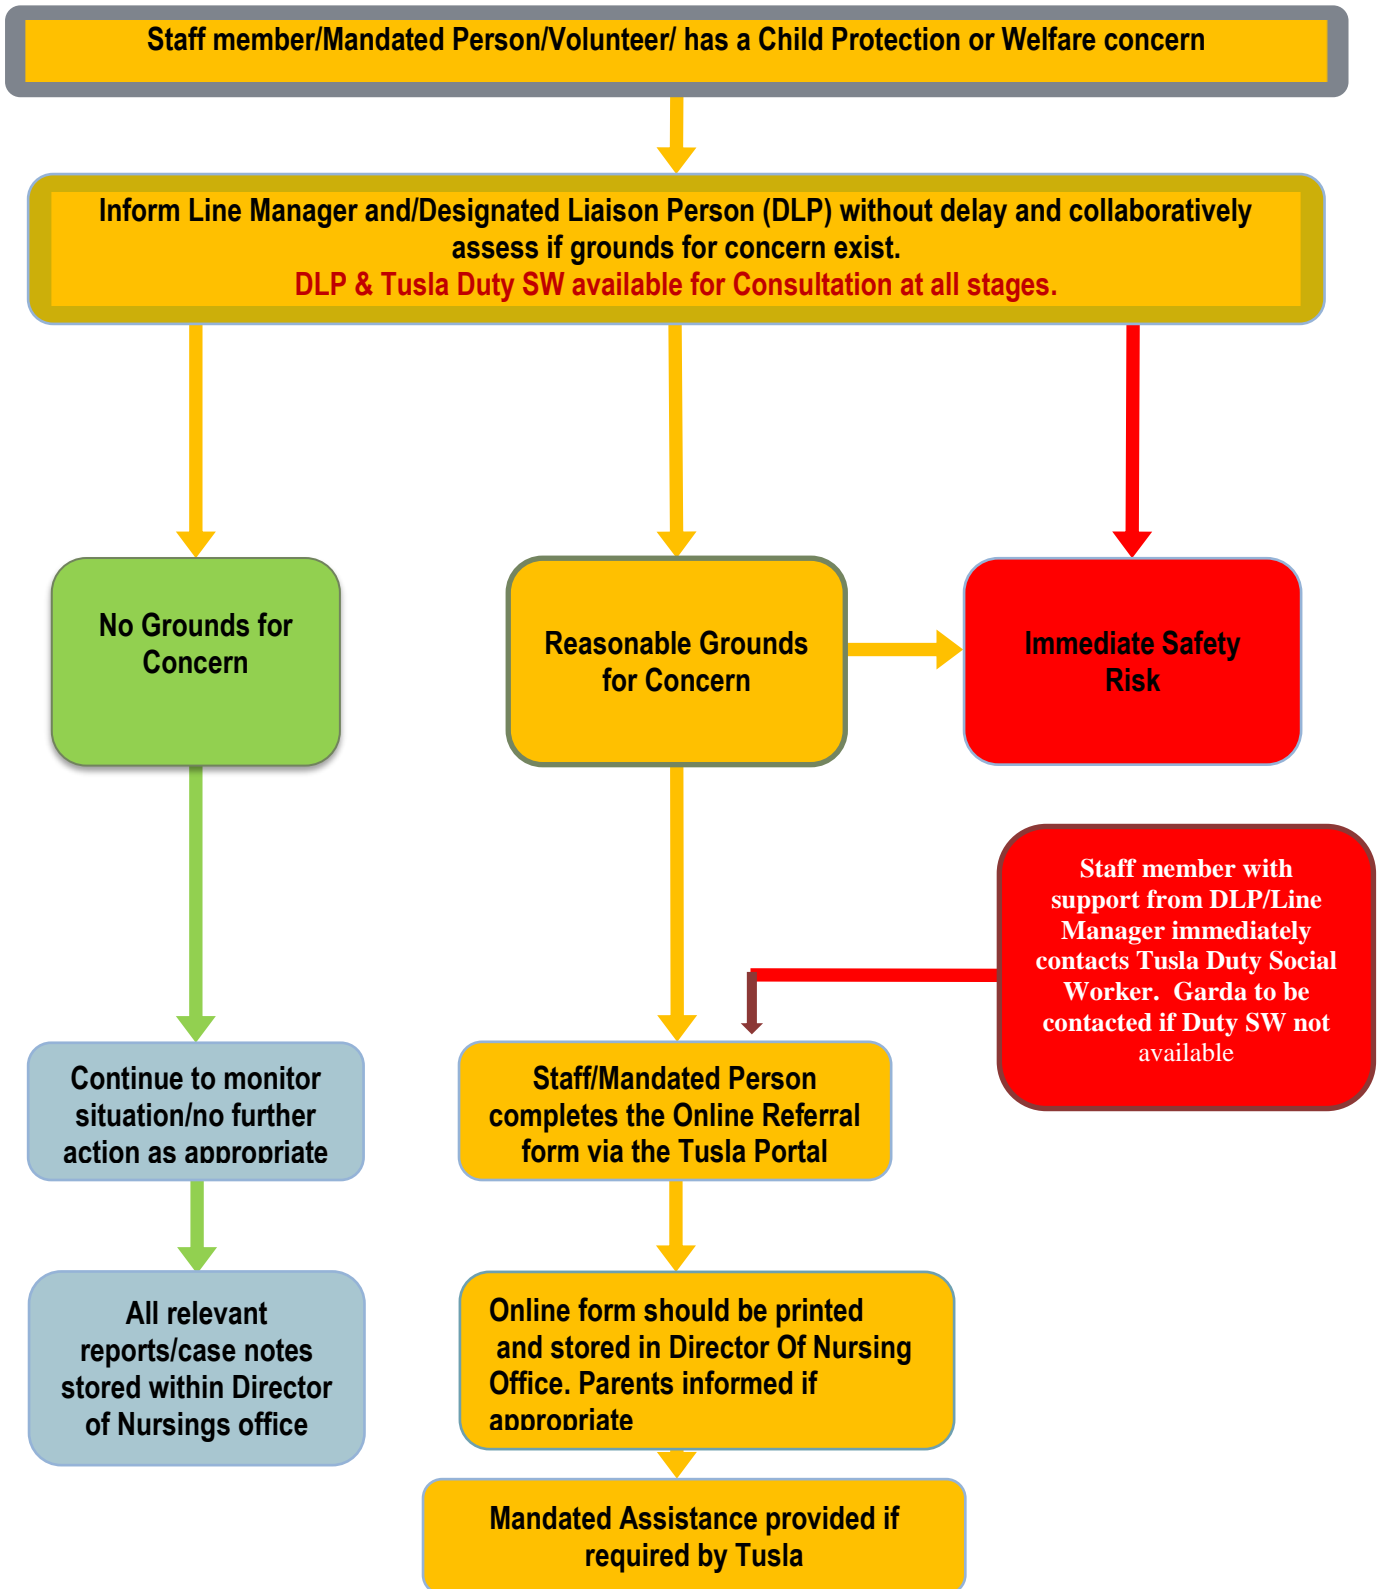 Staff member/Mandated Person/Volunteer/ has a Child Protection or Welfare concern
Inform Line Manager and/Designated Liaison Person (DLP) without delay and collaboratively
assess if grounds for concern exist.
DLP & Tusla Duty SW available for Consultation at all stages.
No Grounds for
Concern
Reasonable Grounds
for Concern
Immediate Safety
Risk
Staff member with
support from DLP/Line
Manager immediately
contacts Tusla Duty Social
Worker.  Garda to be
contacted if Duty SW not
available
Continue to monitor
situation/no further
action as appropriate
Staff/Mandated Person
completes the Online Referral
form via the Tusla Portal
All relevant
reports/case notes
stored within Director
of Nursings office
Online form should be printed
and stored in Director Of Nursing
Office. Parents informed if
appropriate
Mandated Assistance provided if
required by Tusla